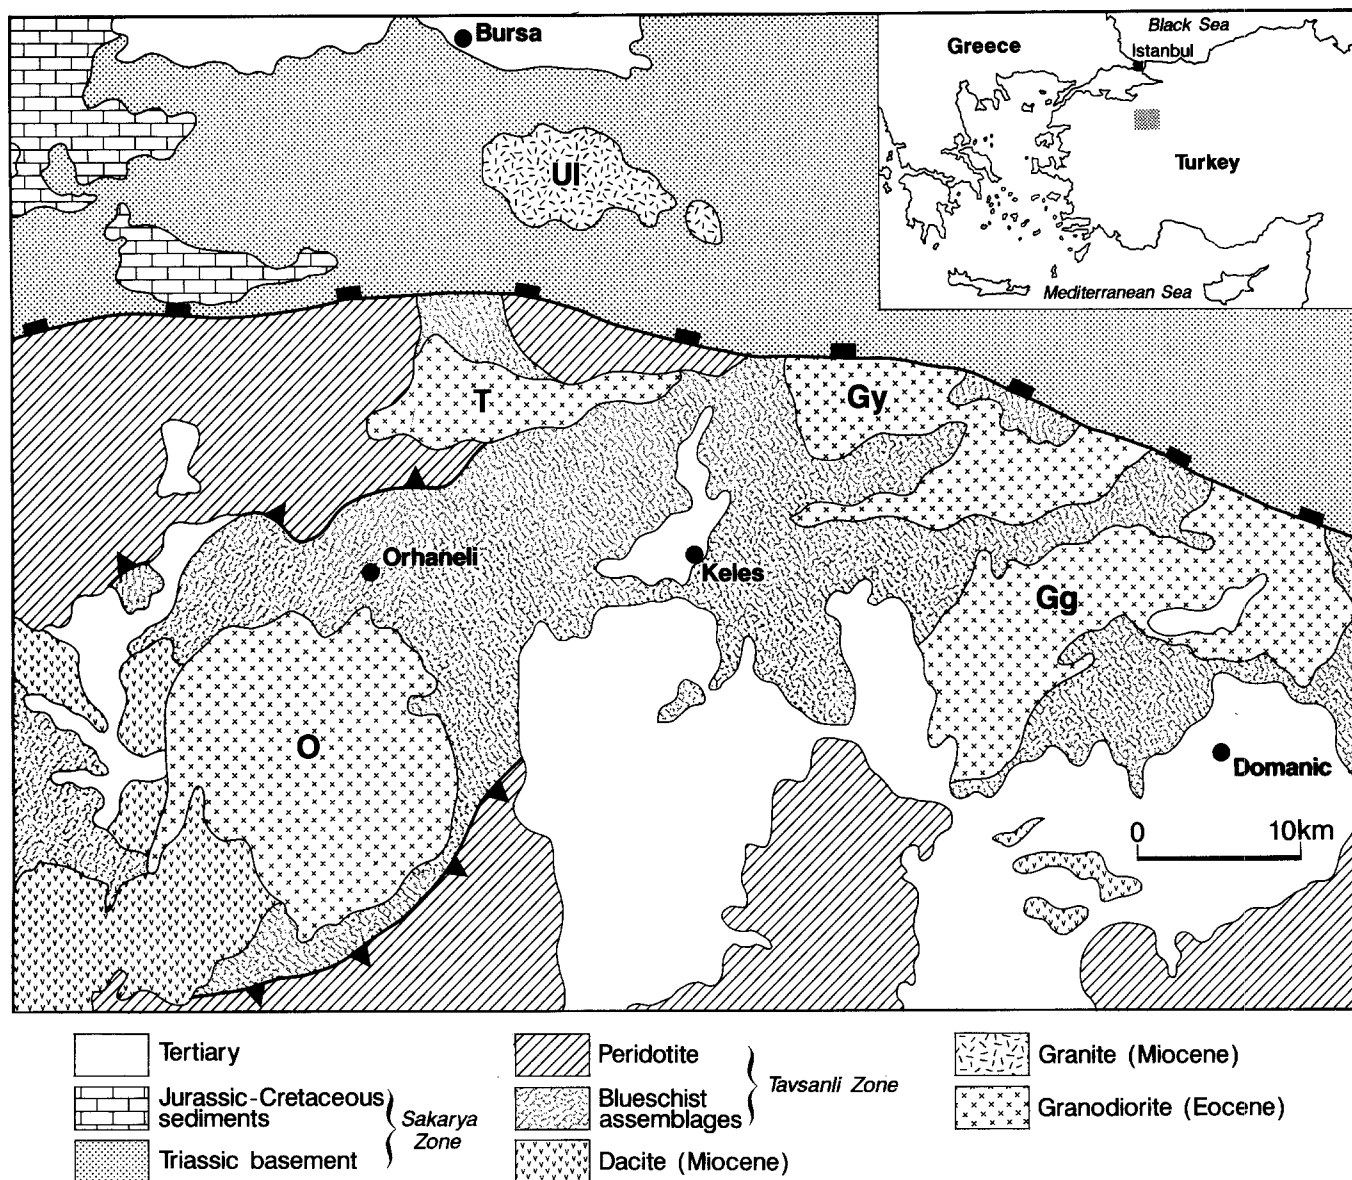 Bursa
Ul
Greece
Black Sea
Istanbul
Turkey
Mediterranean Sea
T
Gy
Orhaneli
Keles
Gg
O
Domanic
0 10km
Tertiary
Jurassic-Cretaceous
sediments
Triassic basement
Sakarya
Zone
Peridotite
Blueschist
assemblages
Dacite (Miocene)
Tavsanli Zone
Granite (Miocene)
Granodiorite (Eocene)